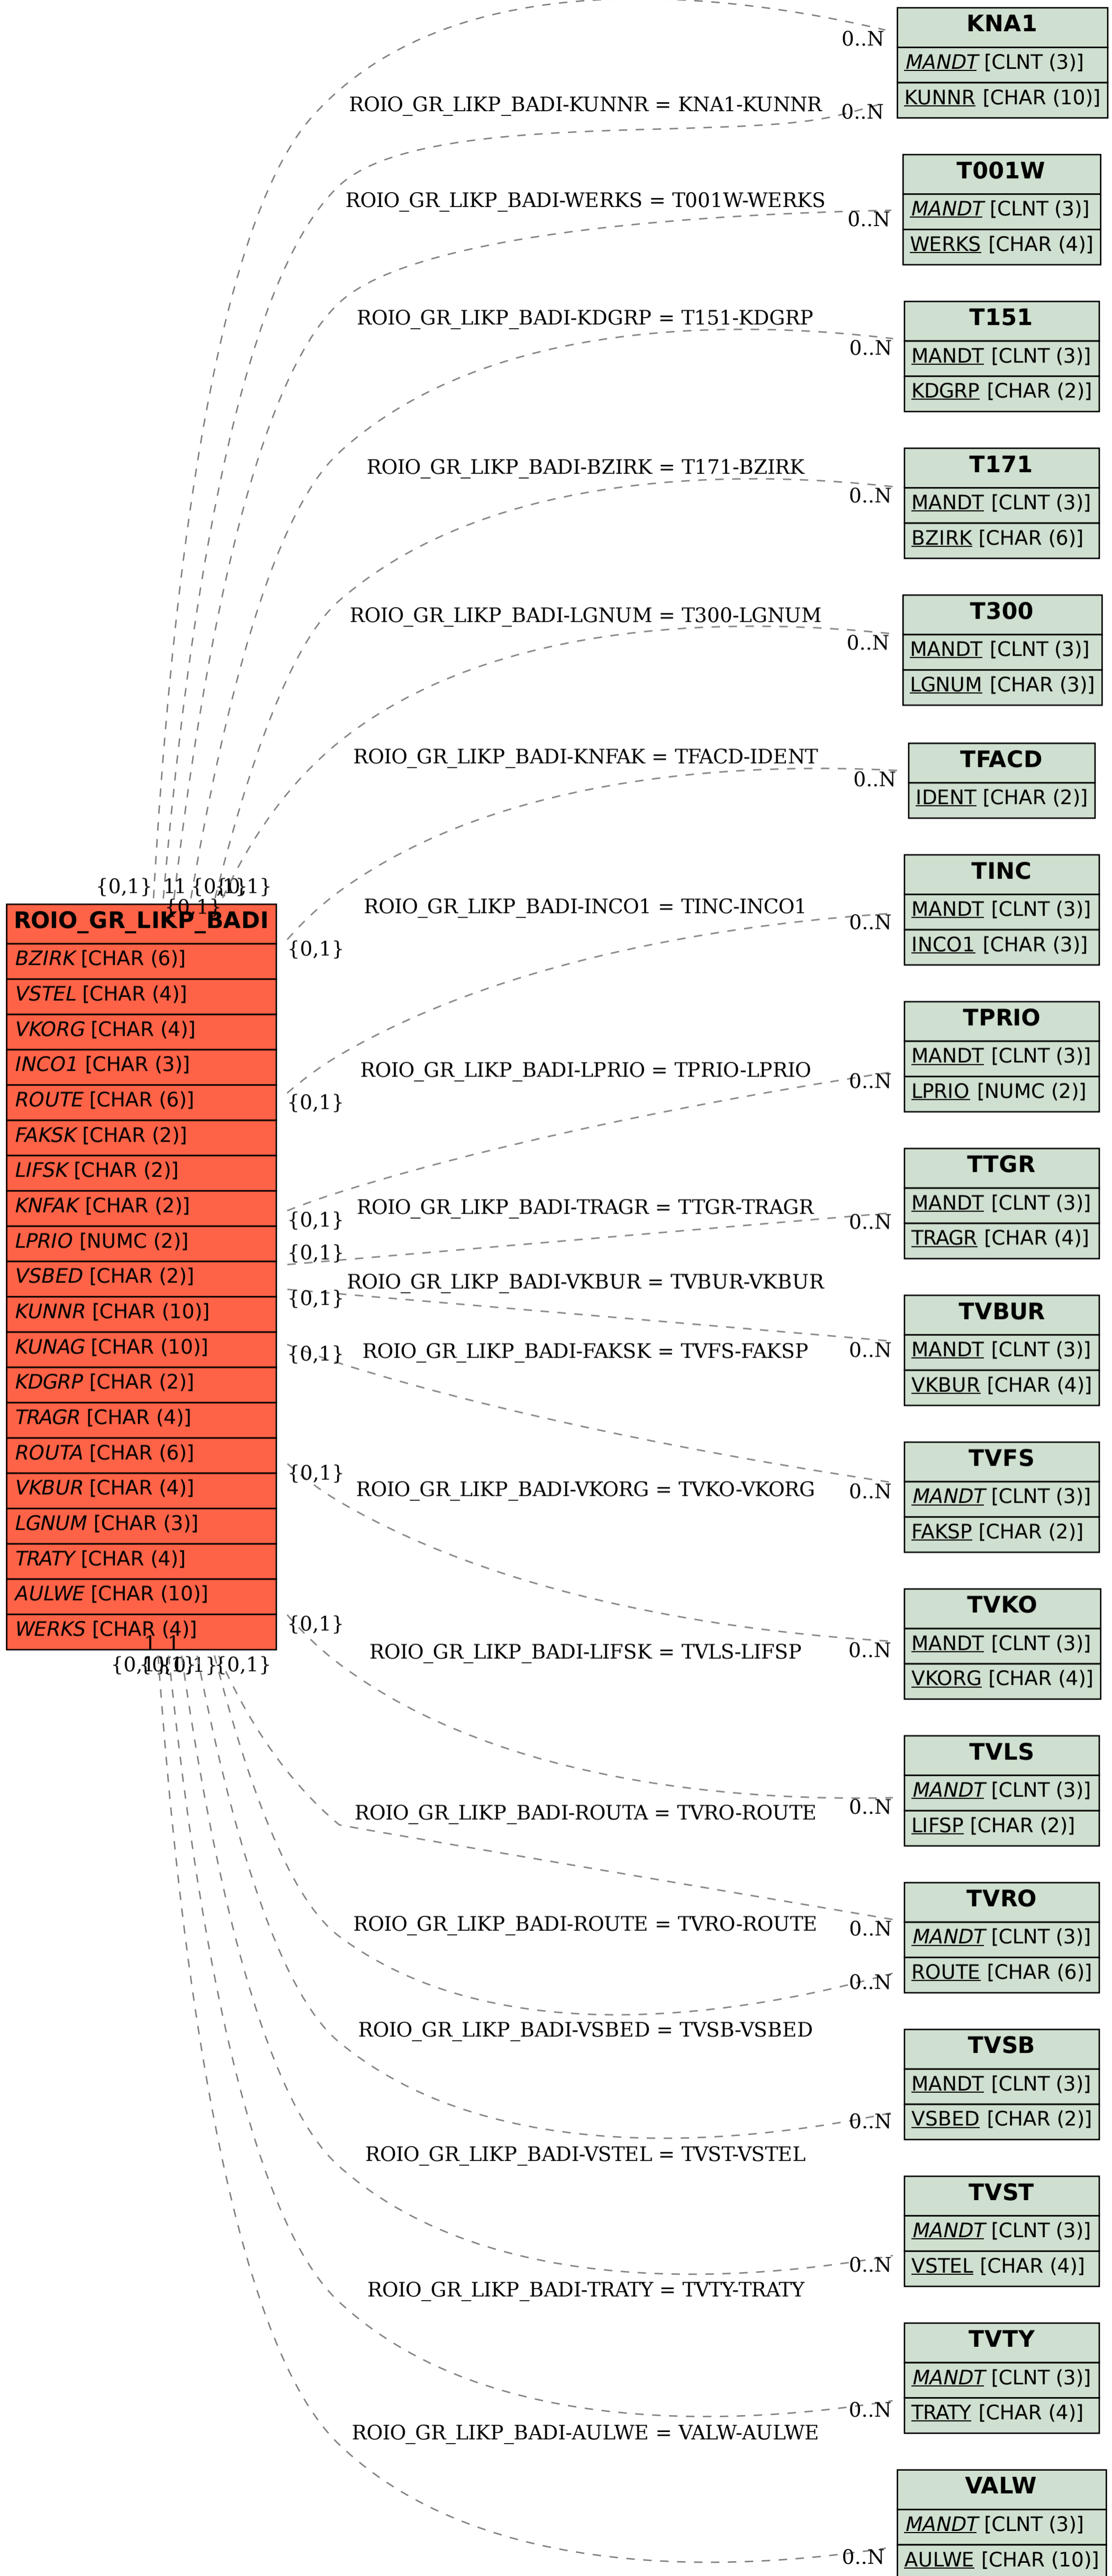 0..N
KNA1
MANDT [CLNT (3)]
KUNNR [CHAR (10)]
ROIO_GR_LIKP_BADI-KUNNR = KNA1-KUNNR
0..N
T001W
MANDT [CLNT (3)]
WERKS [CHAR (4)]
ROIO_GR_LIKP_BADI-WERKS = T001W-WERKS
0..N
T151
MANDT [CLNT (3)]
KDGRP [CHAR (2)]
ROIO_GR_LIKP_BADI-KDGRP = T151-KDGRP
0..N
T171
MANDT [CLNT (3)]
BZIRK [CHAR (6)]
ROIO_GR_LIKP_BADI-BZIRK = T171-BZIRK
0..N
T300
MANDT [CLNT (3)]
LGNUM [CHAR (3)]
ROIO_GR_LIKP_BADI-LGNUM = T300-LGNUM
0..N
TFACD
IDENT [CHAR (2)]
ROIO_GR_LIKP_BADI-KNFAK = TFACD-IDENT
0..N
{0,1}
1
1
{0,1}
{0,1}
{0,1}
ROIO_GR_LIKP_BADI
BZIRK [CHAR (6)]
VSTEL [CHAR (4)]
VKORG [CHAR (4)]
INCO1 [CHAR (3)]
ROUTE [CHAR (6)]
FAKSK [CHAR (2)]
LIFSK [CHAR (2)]
KNFAK [CHAR (2)]
LPRIO [NUMC (2)]
VSBED [CHAR (2)]
KUNNR [CHAR (10)]
KUNAG [CHAR (10)]
KDGRP [CHAR (2)]
TRAGR [CHAR (4)]
ROUTA [CHAR (6)]
VKBUR [CHAR (4)]
LGNUM [CHAR (3)]
TRATY [CHAR (4)]
AULWE [CHAR (10)]
WERKS [CHAR (4)]
{0,1}
{0,1}
{0,1}
{0,1}
{0,1}
{0,1}
{0,1}
{0,1}
TINC
MANDT [CLNT (3)]
INCO1 [CHAR (3)]
ROIO_GR_LIKP_BADI-INCO1 = TINC-INCO1
0..N
TPRIO
MANDT [CLNT (3)]
LPRIO [NUMC (2)]
ROIO_GR_LIKP_BADI-LPRIO = TPRIO-LPRIO
0..N
TTGR
MANDT [CLNT (3)]
TRAGR [CHAR (4)]
ROIO_GR_LIKP_BADI-TRAGR = TTGR-TRAGR
0..N
TVBUR
MANDT [CLNT (3)]
VKBUR [CHAR (4)]
ROIO_GR_LIKP_BADI-VKBUR = TVBUR-VKBUR
0..N
TVFS
MANDT [CLNT (3)]
FAKSP [CHAR (2)]
ROIO_GR_LIKP_BADI-FAKSK = TVFS-FAKSP
0..N
TVKO
MANDT [CLNT (3)]
VKORG [CHAR (4)]
ROIO_GR_LIKP_BADI-VKORG = TVKO-VKORG
0..N
TVLS
MANDT [CLNT (3)]
LIFSP [CHAR (2)]
ROIO_GR_LIKP_BADI-LIFSK = TVLS-LIFSP
0..N
TVRO
MANDT [CLNT (3)]
ROUTE [CHAR (6)]
ROIO_GR_LIKP_BADI-ROUTA = TVRO-ROUTE
0..N
ROIO_GR_LIKP_BADI-ROUTE = TVRO-ROUTE
0..N
TVSB
MANDT [CLNT (3)]
VSBED [CHAR (2)]
ROIO_GR_LIKP_BADI-VSBED = TVSB-VSBED
0..N
TVST
MANDT [CLNT (3)]
VSTEL [CHAR (4)]
ROIO_GR_LIKP_BADI-VSTEL = TVST-VSTEL
0..N
TVTY
MANDT [CLNT (3)]
TRATY [CHAR (4)]
ROIO_GR_LIKP_BADI-TRATY = TVTY-TRATY
0..N
VALW
MANDT [CLNT (3)]
AULWE [CHAR (10)]
ROIO_GR_LIKP_BADI-AULWE = VALW-AULWE
0..N